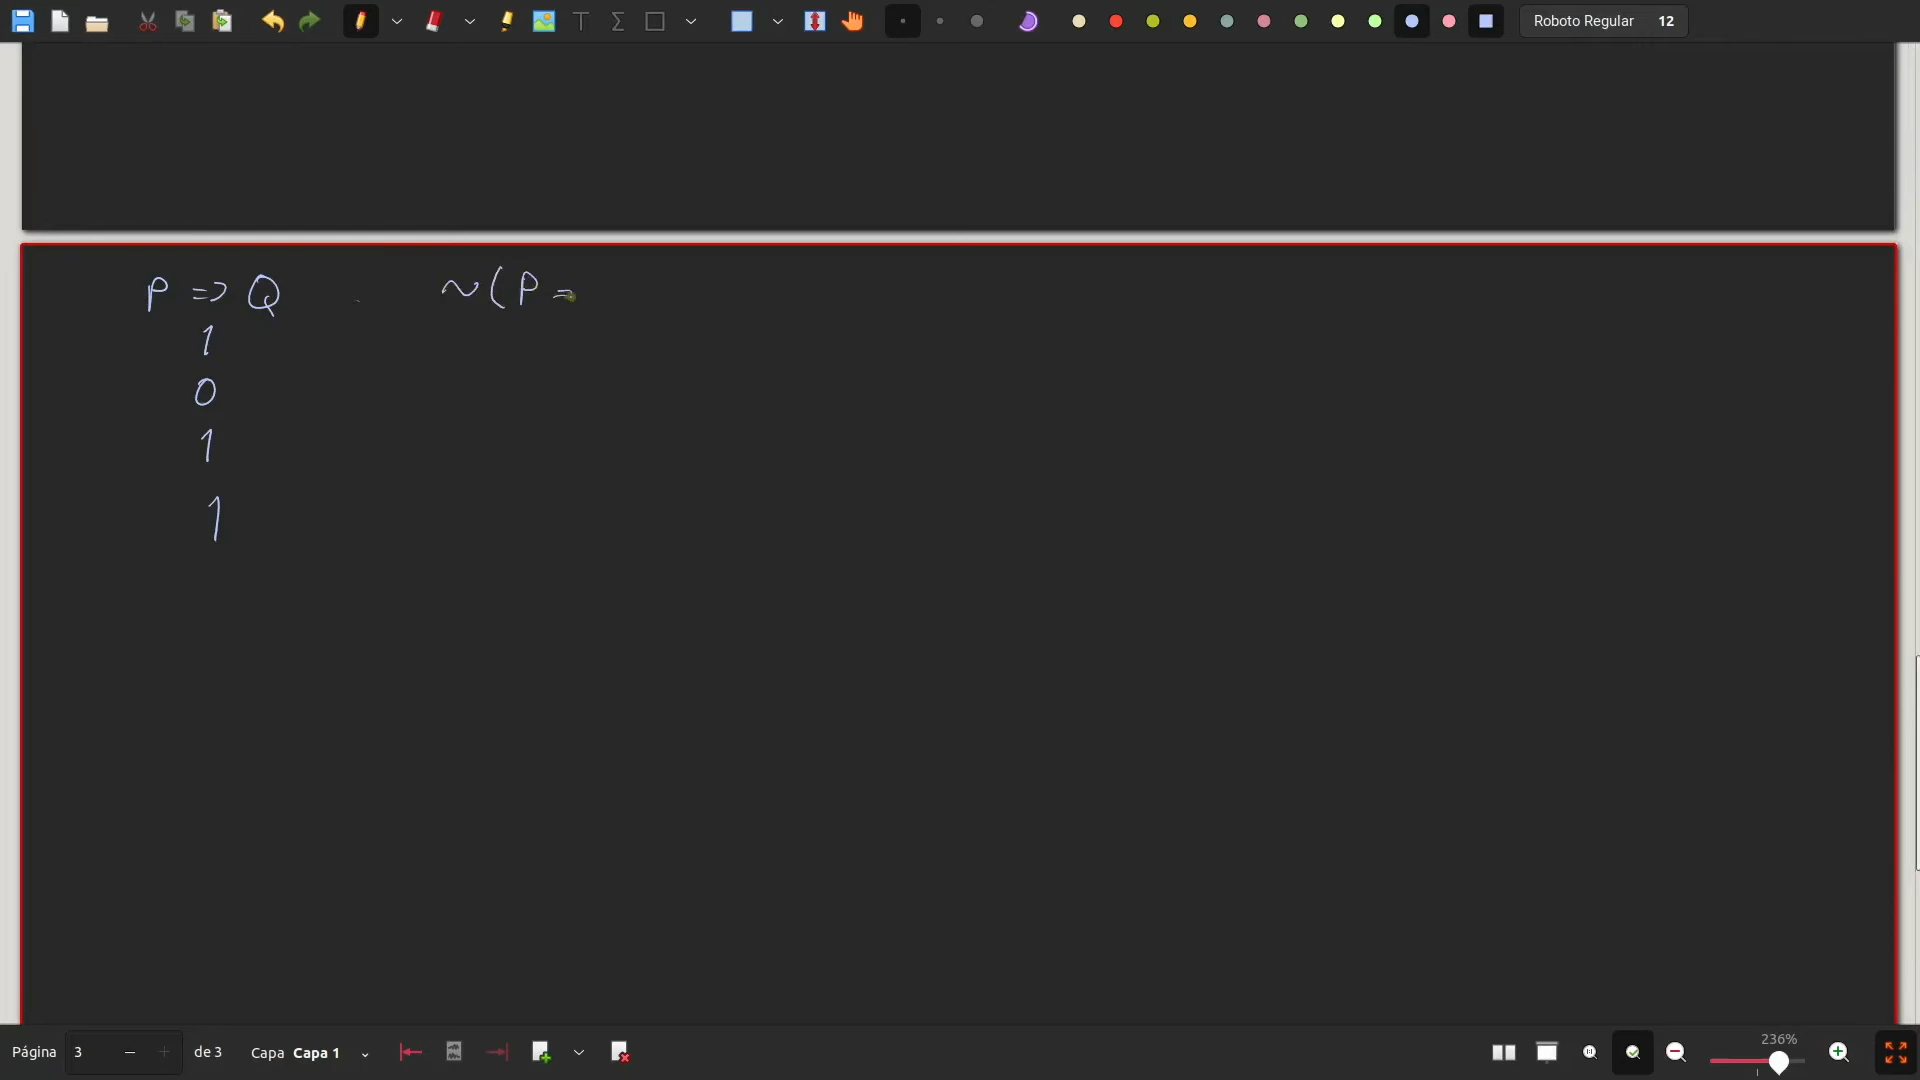 Roboto Regular 12
P => Q ~(P =
1
0
1
1
Página 3 de 3 Capa Capa 1 236%